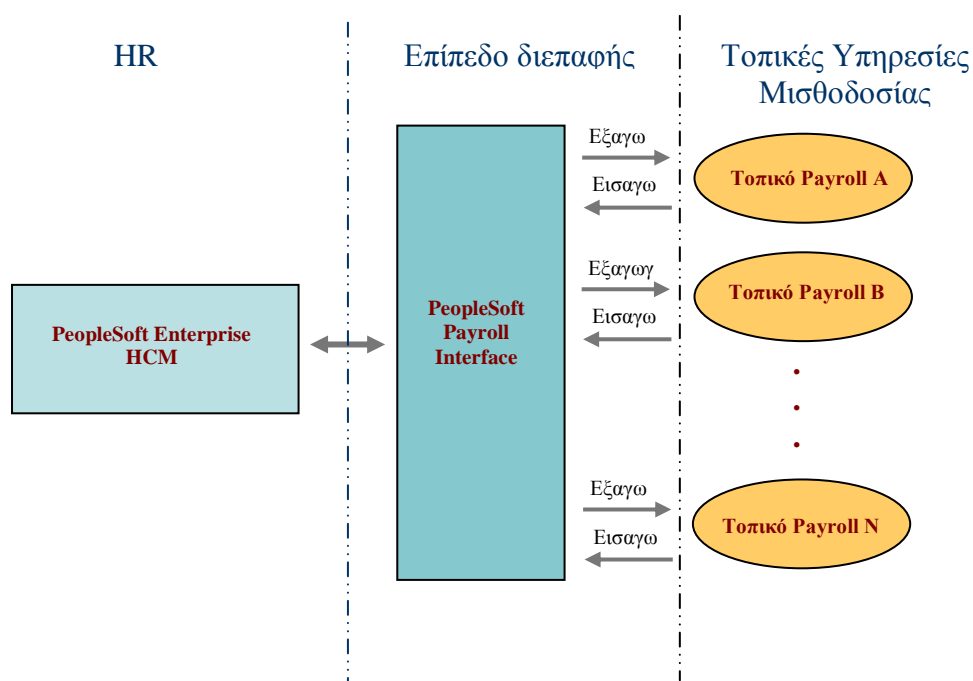 HR
Επίπεδο διεπαφής
Τοπικές Υπηρεσίες
Μισθοδοσίας
Εξαγω
Εισαγω
Τοπικό Payroll A
Εξαγωγ
Εισαγω
Τοπικό Payroll B
PeopleSoft Enterprise
HCM
PeopleSoft
Payroll
Interface
Εξαγω
Εισαγω
Τοπικό Payroll N